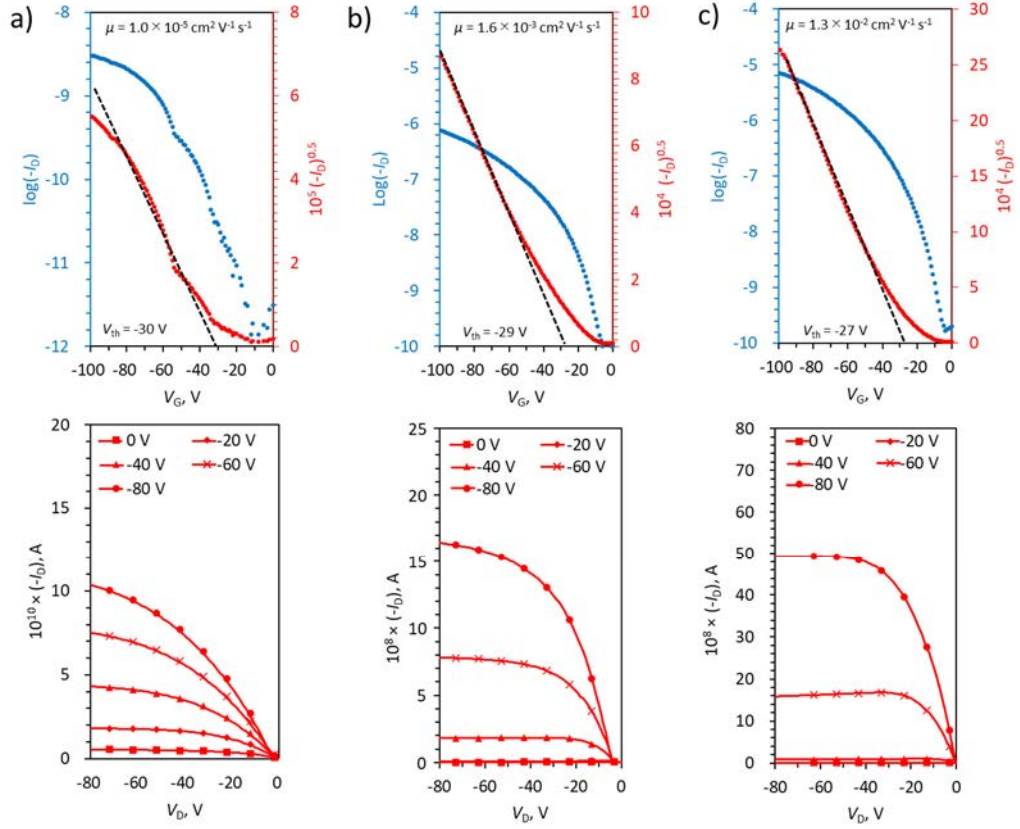 a)
μ = 1.0 × 10⁻⁵ cm² V⁻¹ s⁻¹
-8
-9
-10
-11
-12
log(-I_D)
8
6
4
2
0
10⁵ (-I_D)^0.5
V_th = -30 V
-100 -80 -60 -40 -20 0
V_G, V
b)
μ = 1.6 × 10⁻³ cm² V⁻¹ s⁻¹
-4
-5
-6
-7
-8
-9
-10
Log(-I_D)
10
8
6
4
2
0
10⁴ (-I_D)^0.5
V_th = -29 V
-100 -80 -60 -40 -20 0
V_G, V
c)
μ = 1.3 × 10⁻² cm² V⁻¹ s⁻¹
-4
-5
-6
-7
-8
-9
-10
log(-I_D)
30
25
20
15
10
5
0
10⁴ (-I_D)^0.5
V_th = -27 V
-100 -80 -60 -40 -20 0
V_G, V
20
15
10
5
0
10¹⁰ × (-I_D), A
0 V -20 V
-40 V -60 V
-80 V
-80 -60 -40 -20 0
V_D, V
25
20
15
10
5
0
10⁸ × (-I_D), A
0 V -20 V
-40 V -60 V
-80 V
-80 -60 -40 -20 0
V_D, V
80
70
60
50
40
30
20
10
0
10⁸ × (-I_D), A
0 V -20 V
-40 V -60 V
-80 V
-80 -60 -40 -20 0
V_D, V